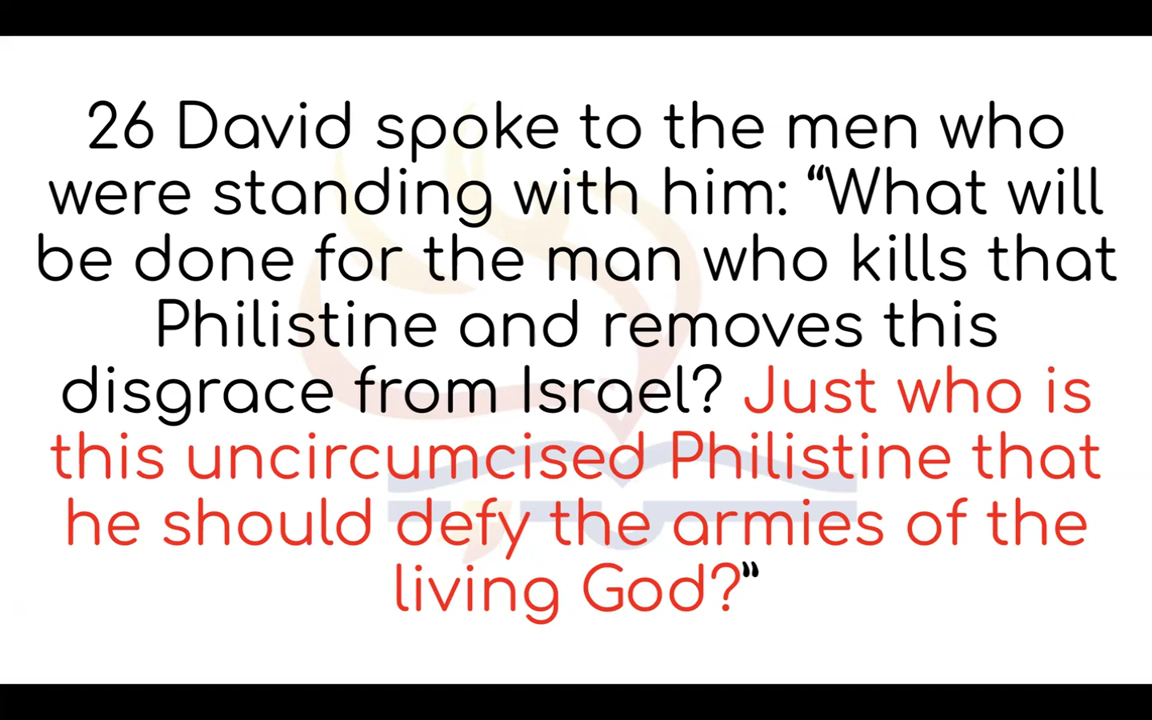 26 David spoke to the men who
were standing with him: “What will
be done for the man who kills that
Philistine and removes this
disgrace from Israel? Just who is
this uncircumcised Philistine that
he should defy the armies of the
living God?”